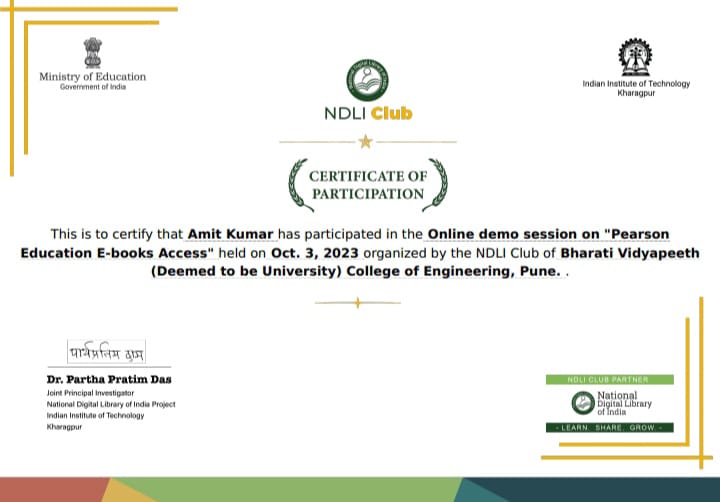 Ministry of Education
Government of India
NDLI Club
Indian Institute of Technology
Kharagpur
CERTIFICATE OF
PARTICIPATION
This is to certify that Amit Kumar has participated in the Online demo session on "Pearson
Education E-books Access" held on Oct. 3, 2023 organized by the NDLI Club of Bharati Vidyapeeth
(Deemed to be University) College of Engineering, Pune. .
पार्थप्रतिम दास
Dr. Partha Pratim Das
Joint Principal Investigator
National Digital Library of India Project
Indian Institute of Technology
Kharagpur
NDLI CLUB PARTNER
National
Digital Library
of India
- LEARN SHARE GROW -